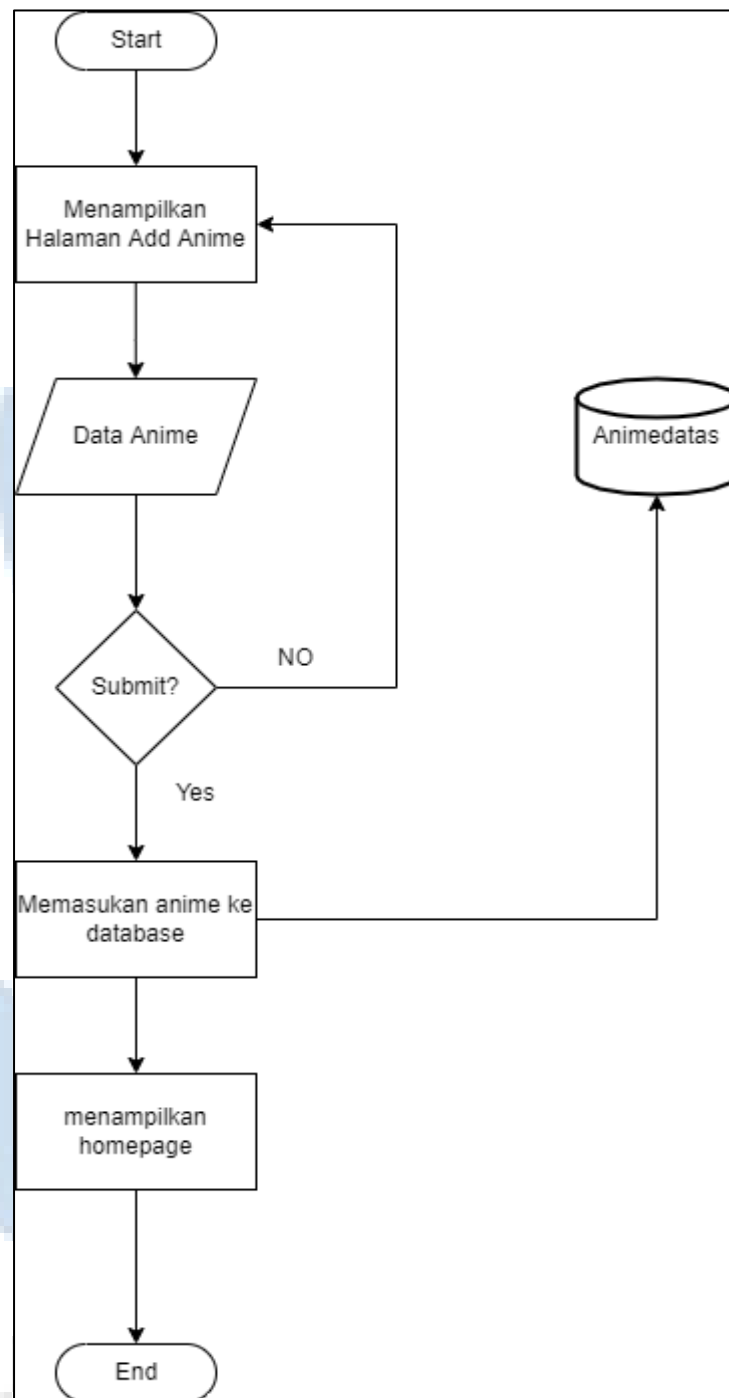 Start
Menampilkan
Halaman Add Anime
Data Anime
Animedatas
Submit?
NO
Yes
Memasukan anime ke
database
menampilkan
homepage
End